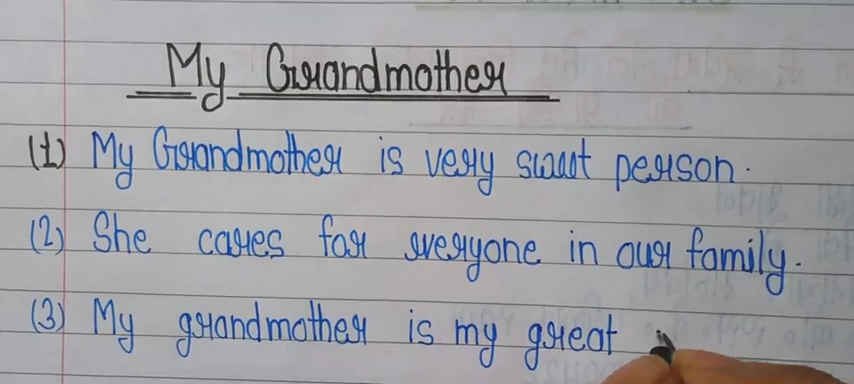 My Grandmother
(1) My Grandmother is very sweet person.
(2) She cares for everyone in our family.
(3) My grandmother is my great